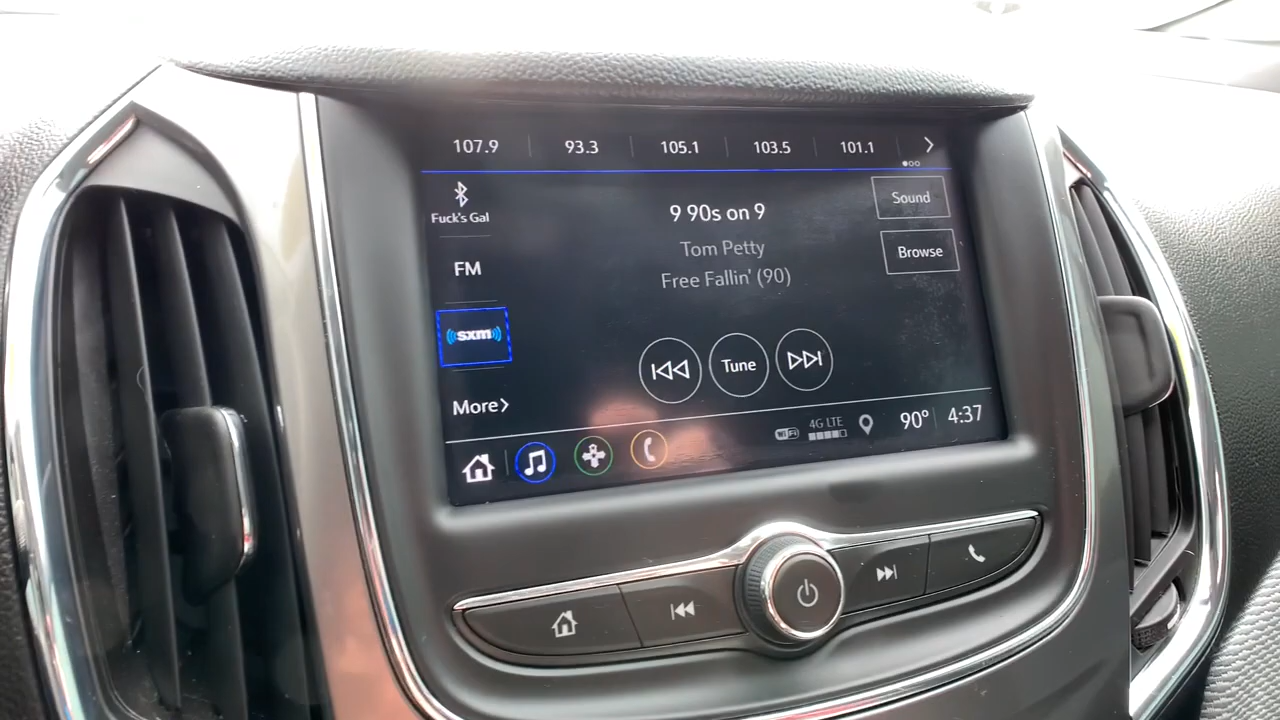 107.9 93.3 105.1 103.5 101.1
Fuck's Gal
FM
sxm
More
9 90s on 9
Tom Petty
Free Fallin' (90)
Sound
Browse
Tune
WiFi 4G LTE 90° 4:37